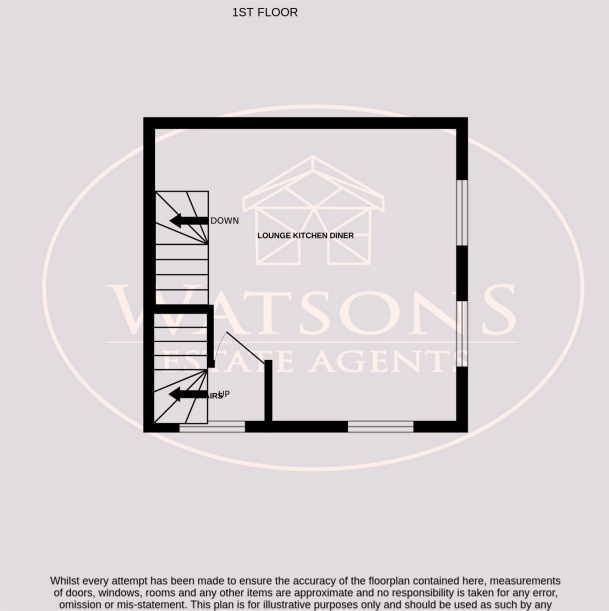 1ST FLOOR
DOWN
LOUNGE KITCHEN DINER
WATSONS
ESTATE AGENTS
UP
Whilst every attempt has been made to ensure the accuracy of the floorplan contained here, measurements
of doors, windows, rooms and any other items are approximate and no responsibility is taken for any error,
omission or mis-statement. This plan is for illustrative purposes only and should be used as such by any